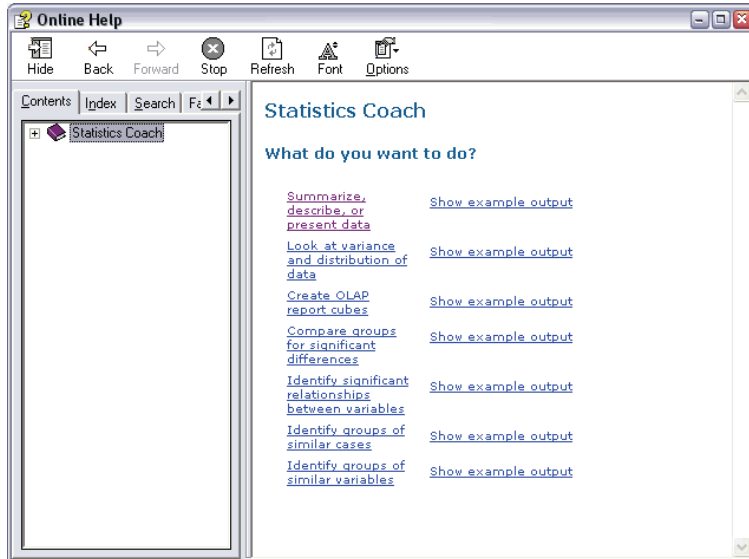 Online Help
Hide Back Forward Stop Refresh Font Options
Contents Index Search Fa
Statistics Coach
Statistics Coach
What do you want to do?
Summarize, describe, or present data
Show example output
Look at variance and distribution of data
Show example output
Create OLAP report cubes
Show example output
Compare groups for significant differences
Show example output
Identify significant relationships between variables
Show example output
Identify groups of similar cases
Show example output
Identify groups of similar variables
Show example output